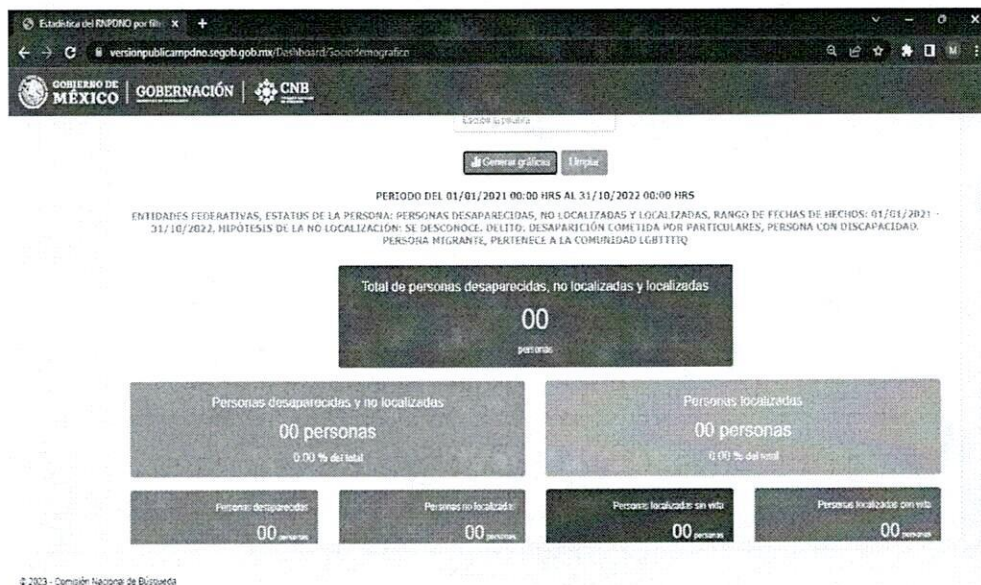 Estadística del RNPDNO por filt
versionpublicarnpdno.segob.gob.mx/Dashboard/Sociodemografico
M
GOBIERNO DE
MÉXICO
GOBERNACIÓN
CNB
Generar gráficas
Limpiar
PERIODO DEL 01/01/2021 00:00 HRS AL 31/10/2022 00:00 HRS
ENTIDADES FEDERATIVAS, ESTATUS DE LA PERSONA: PERSONAS DESAPARECIDAS, NO LOCALIZADAS Y LOCALIZADAS, RANGO DE FECHAS DE HECHOS: 01/01/2021 -
31/10/2022, HIPÓTESIS DE LA NO LOCALIZACIÓN: SE DESCONOCE. DELITO: DESAPARICIÓN COMETIDA POR PARTICULARES, PERSONA CON DISCAPACIDAD.
PERSONA MIGRANTE, PERTENECE A LA COMUNIDAD LGBTTTIQ
Total de personas desaparecidas, no localizadas y localizadas
00
personas
Personas desaparecidas y no localizadas
00 personas
0.00 % del total
Personas localizadas
00 personas
0.00 % del total
Personas desaparecidas
00 personas
Personas no localizadas
00 personas
Personas localizadas sin vida
00 personas
Personas localizadas con vida
00 personas
© 2023 - Comisión Nacional de Búsqueda